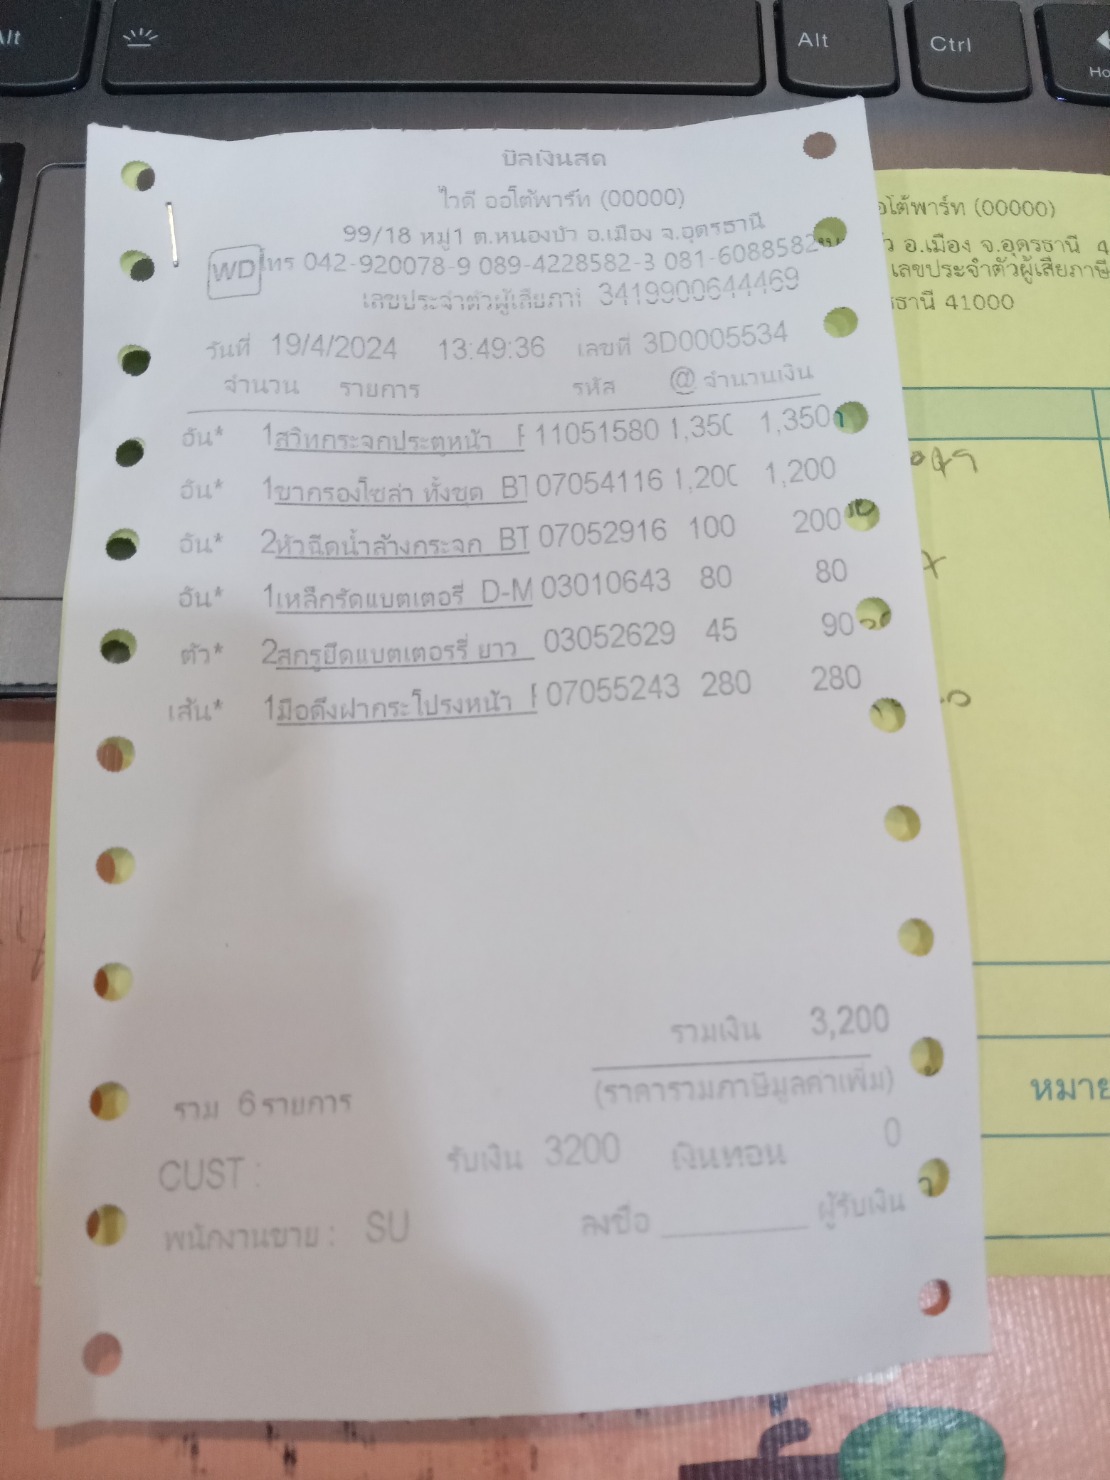 Alt
Alt
Ctrl
บิลเงินสด
ไวดี ออโต้พาร์ท (00000)
99/18 หมู่1 ต.หนองบัว อ.เมือง จ.อุดรธานี
WD โทร 042-920078-9 089-4228582-3 081-6088582
เลขประจำตัวผู้เสียภาษี 3419900644469
วันที่ 19/4/2024 13:49:36 เลขที่ 3D0005534
จำนวน รายการ รหัส @ จำนวนเงิน
อัน* 1 สวิทกระจกประตูหน้า 11051580 1,350 1,350
อัน* 1 ขากรองโซล่า ทั้งชุด BT 07054116 1,200 1,200
อัน* 2 หัวฉีดน้ำล้างกระจก BT 07052916 100 200
อัน* 1 เหล็กรัดแบตเตอรี่ D-M 03010643 80 80
ตัว* 2 สกรูยึดแบตเตอรรี่ ยาว 03052629 45 90
เส้น* 1 มือดึงฝากระโปรงหน้า 07055243 280 280
รวมเงิน 3,200
(ราคารวมภาษีมูลค่าเพิ่ม)
รวม 6 รายการ
CUST : รับเงิน 3200 เงินทอน 0
พนักงานขาย : SU ลงชื่อ ผู้รับเงิน
อโต้พาร์ท (00000)
อ.เมือง จ.อุดรธานี 4
เลขประจำตัวผู้เสียภาษี
ธานี 41000
หมาย